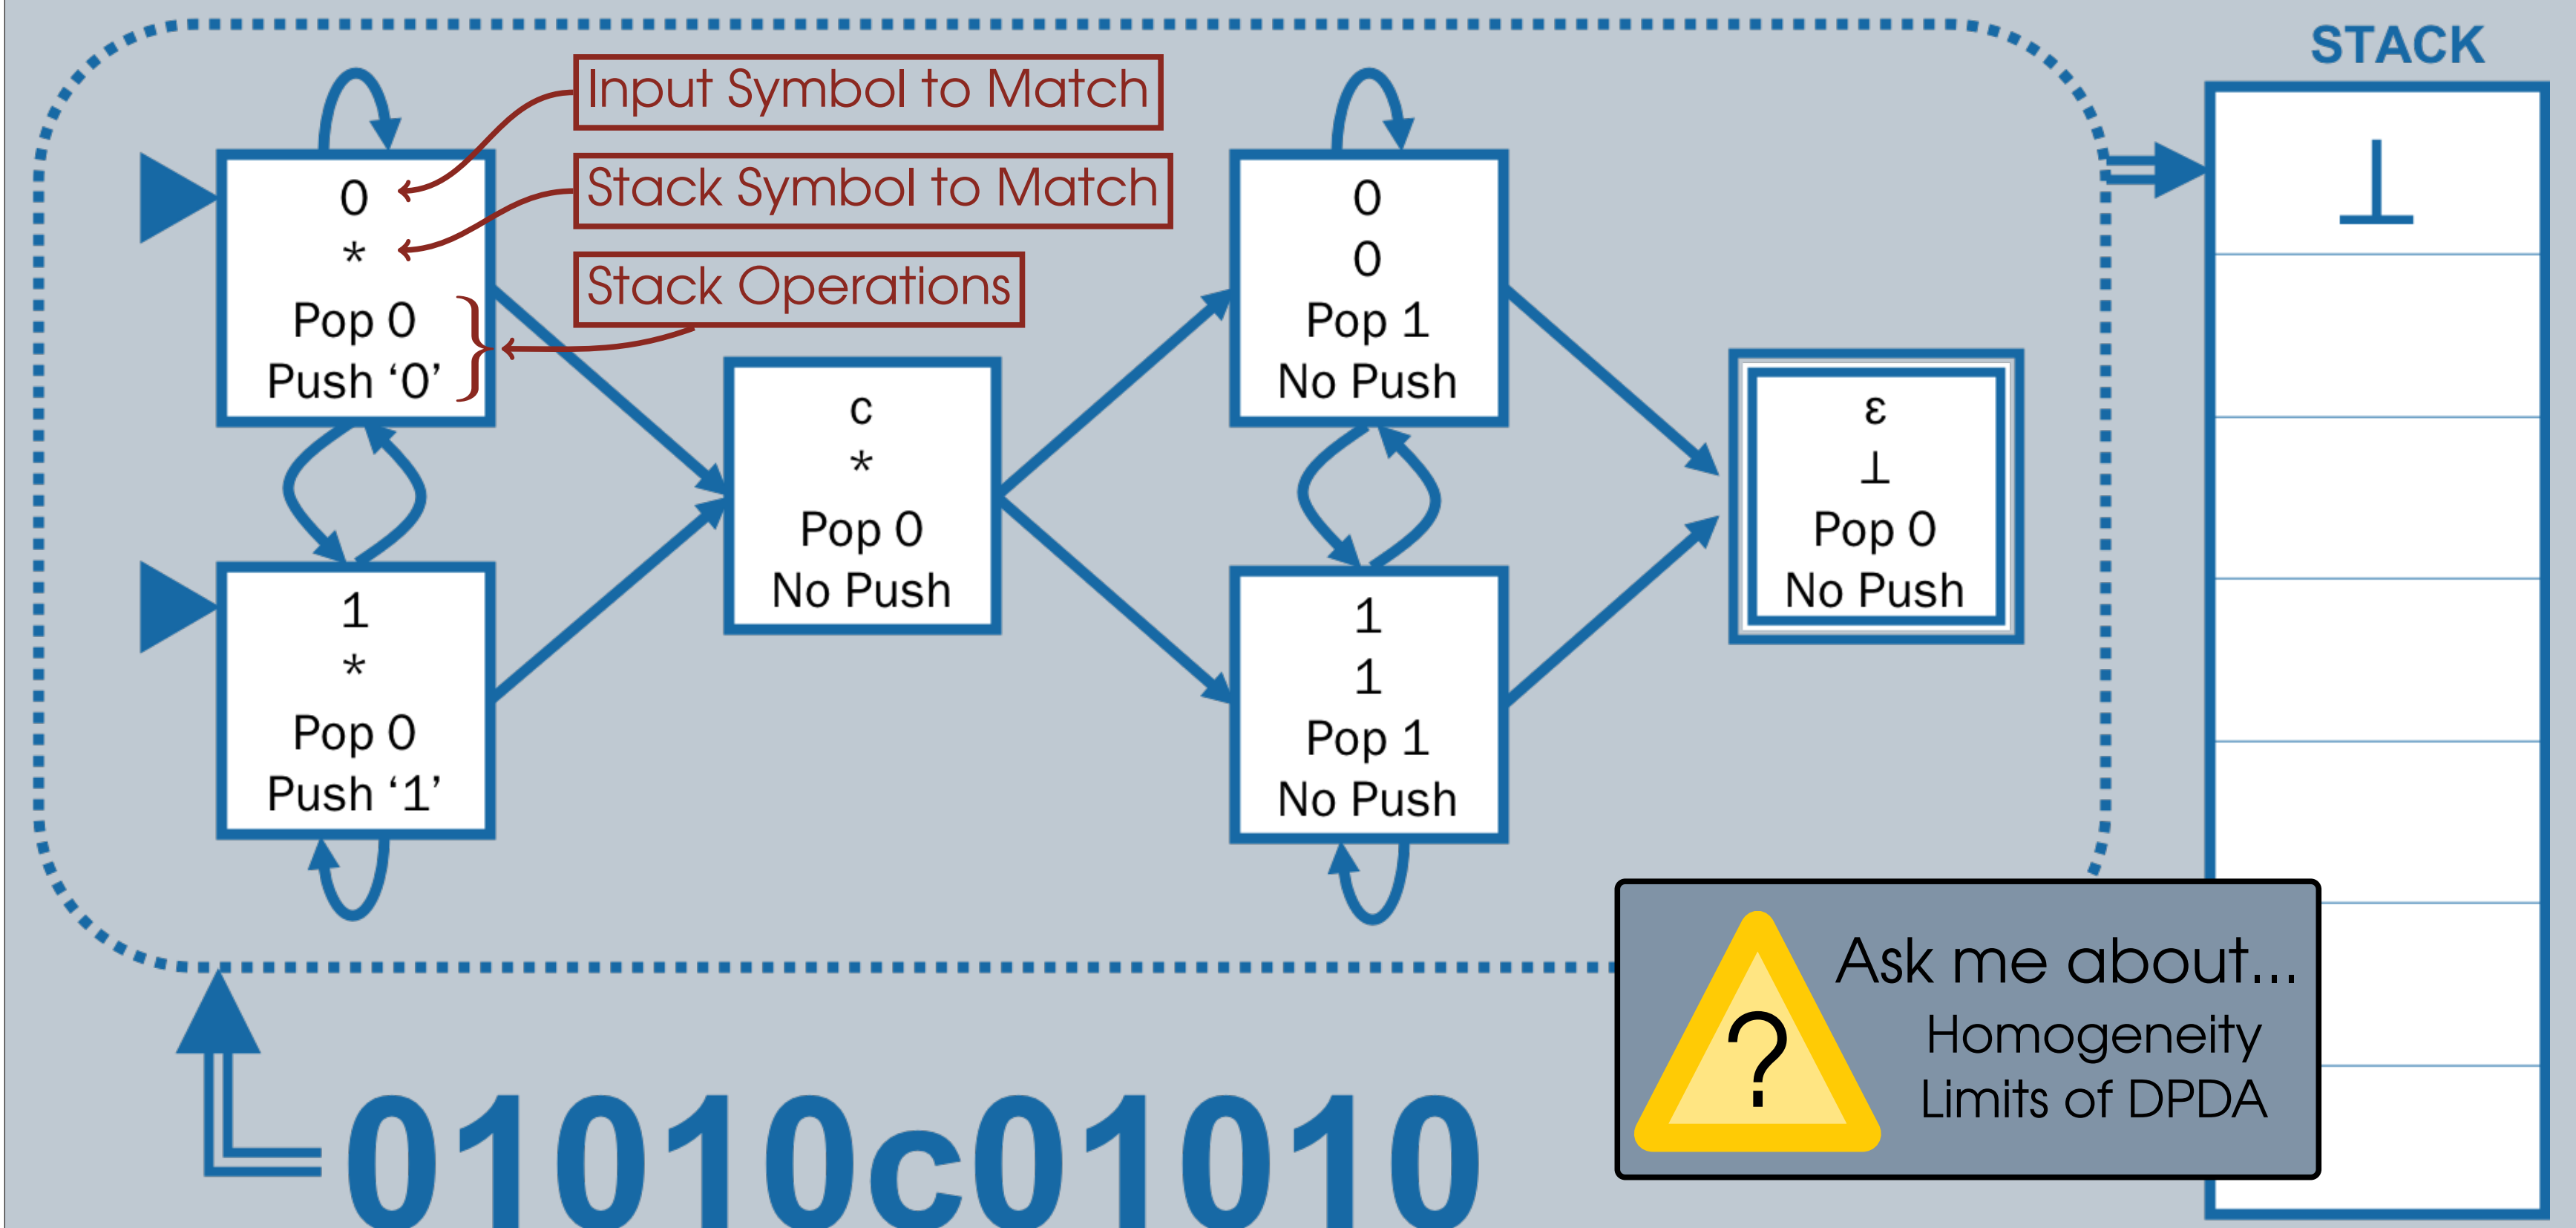 STACK
Input Symbol to Match
Stack Symbol to Match
Stack Operations
0
*
Pop 0
Push ‘0’
1
*
Pop 0
Push ‘1’
c
*
Pop 0
No Push
0
0
Pop 1
No Push
1
1
Pop 1
No Push
ε
⊥
Pop 0
No Push
⊥
Ask me about...
Homogeneity
Limits of DPDA
?
01010c01010